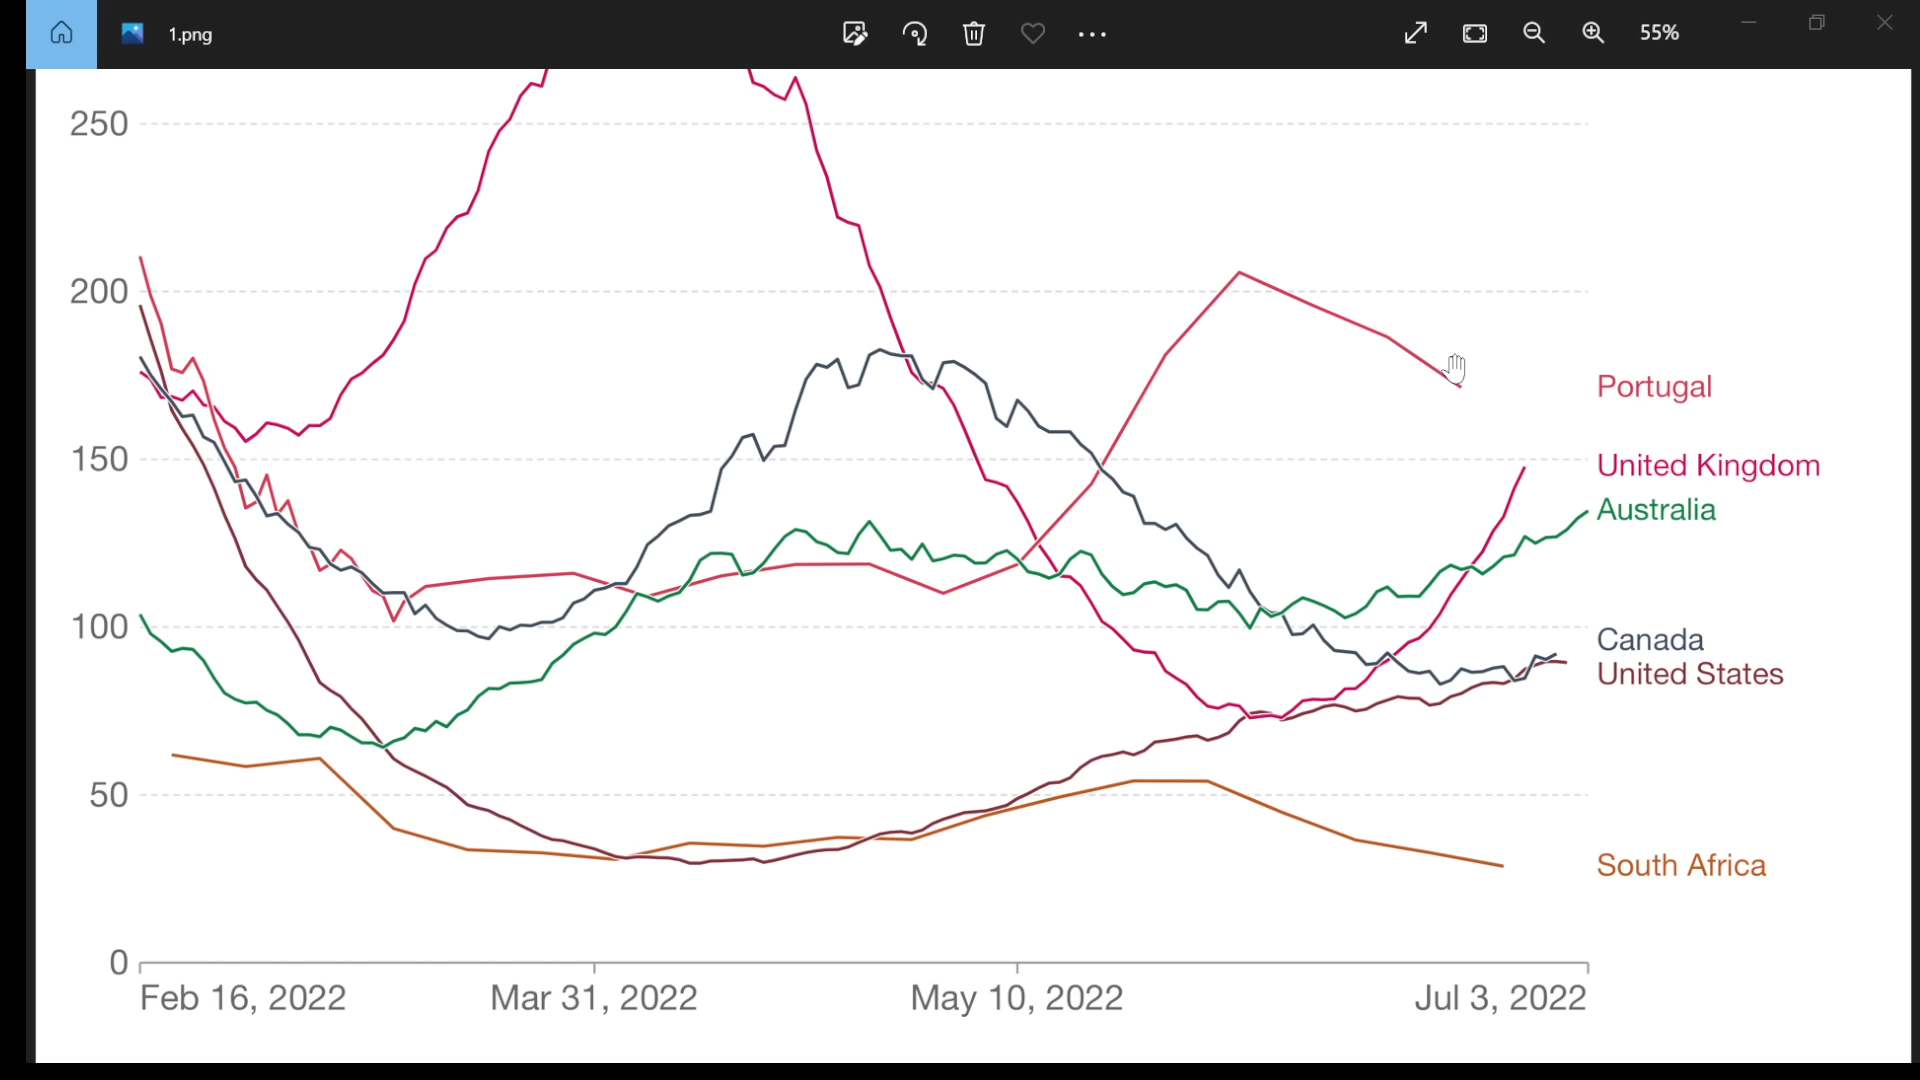 1.png
55%
250
200
150
100
50
0
Portugal
United Kingdom
Australia
Canada
United States
South Africa
Feb 16, 2022
Mar 31, 2022
May 10, 2022
Jul 3, 2022